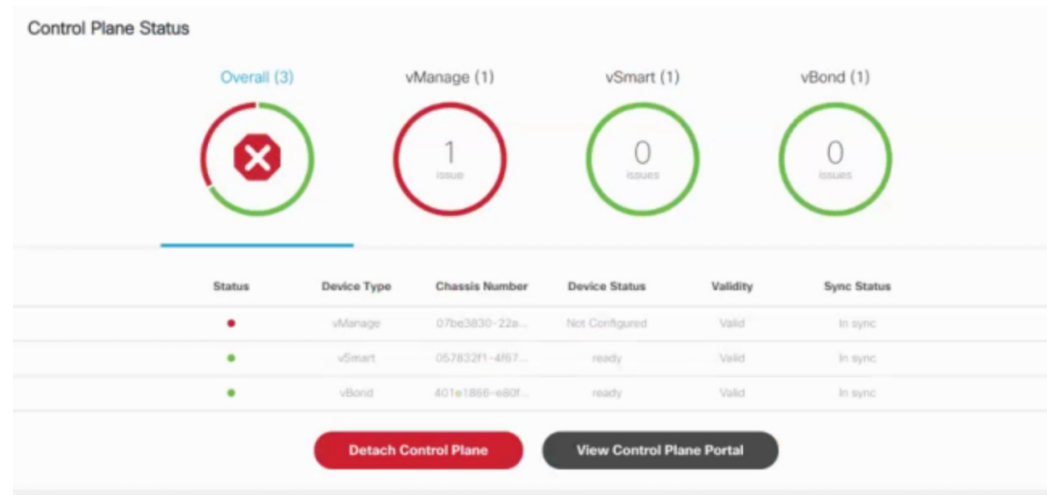 Control Plane Status
Overall (3) vManage (1) vSmart (1) vBond (1)
1 0 0
issue issues issues
Status Device Type Chassis Number Device Status Validity Sync Status
vManage 07be3830-22a... Not Configured Valid In sync
vSmart 057832f1-4f67... ready Valid In sync
vBond 401e1866-e80f... ready Valid In sync
Detach Control Plane View Control Plane Portal